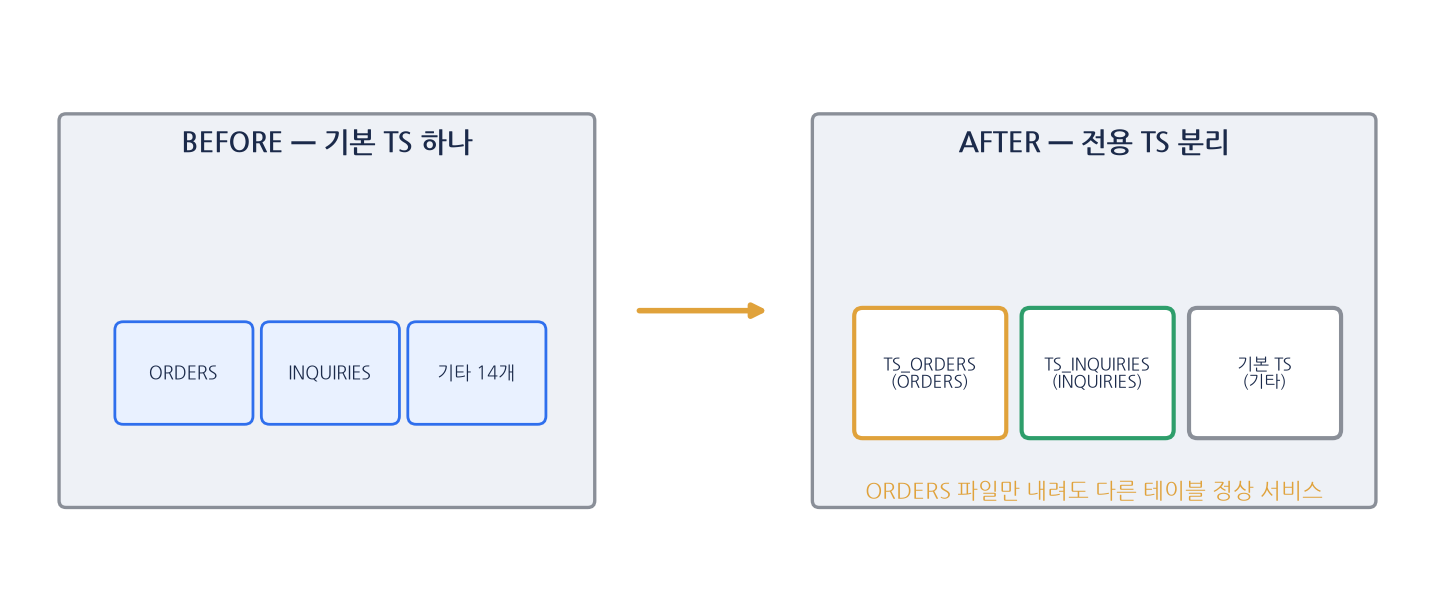 BEFORE — 기본 TS 하나
ORDERS
INQUIRIES
기타 14개
AFTER — 전용 TS 분리
TS_ORDERS
(ORDERS)
TS_INQUIRIES
(INQUIRIES)
기본 TS
(기타)
ORDERS 파일만 내려도 다른 테이블 정상 서비스